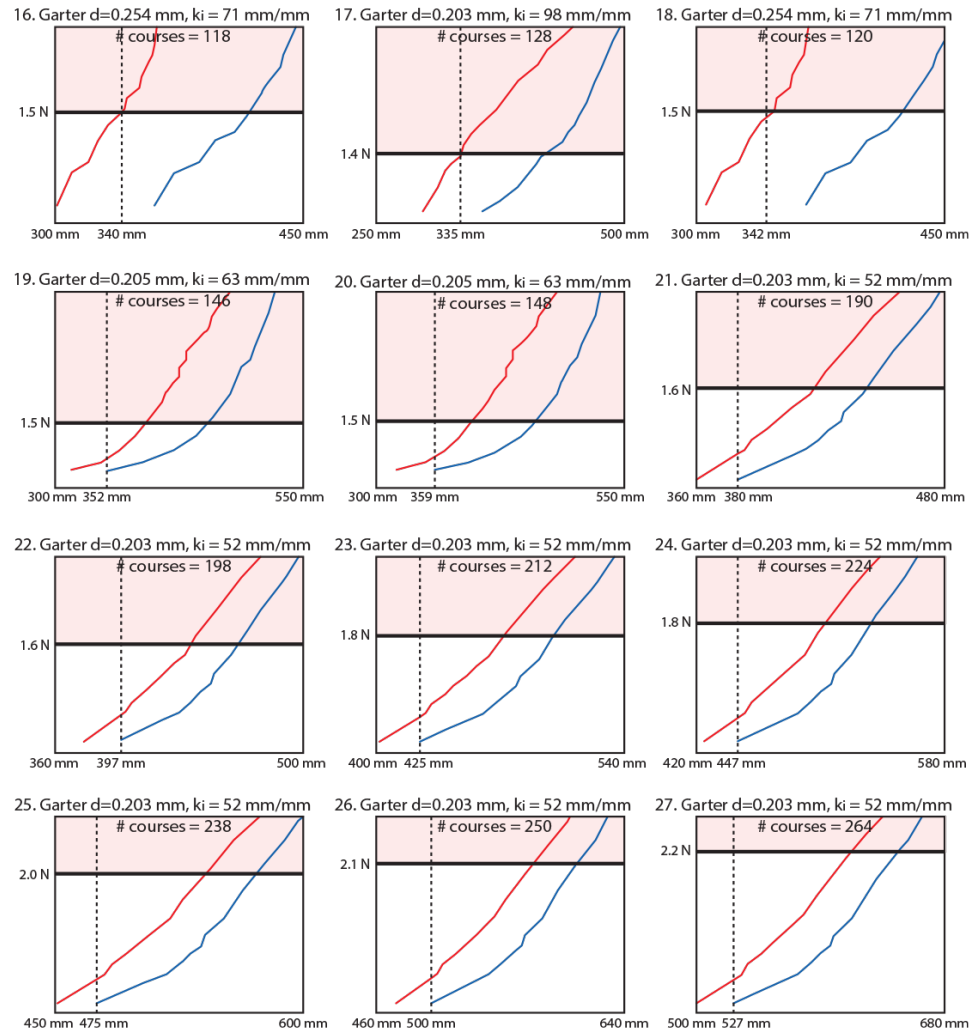 16. Garter d=0.254 mm, ki = 71 mm/mm
# courses = 118
1.5 N
300 mm
340 mm
450 mm
17. Garter d=0.203 mm, ki = 98 mm/mm
# courses = 128
1.4 N
250 mm
335 mm
500 mm
18. Garter d=0.254 mm, ki = 71 mm/mm
# courses = 120
1.5 N
300 mm
342 mm
450 mm
19. Garter d=0.205 mm, ki = 63 mm/mm
# courses = 146
1.5 N
300 mm
352 mm
550 mm
20. Garter d=0.205 mm, ki = 63 mm/mm
# courses = 148
1.5 N
300 mm
359 mm
550 mm
21. Garter d=0.203 mm, ki = 52 mm/mm
# courses = 190
1.6 N
360 mm
380 mm
480 mm
22. Garter d=0.203 mm, ki = 52 mm/mm
# courses = 198
1.6 N
360 mm
397 mm
500 mm
23. Garter d=0.203 mm, ki = 52 mm/mm
# courses = 212
1.8 N
400 mm
425 mm
540 mm
24. Garter d=0.203 mm, ki = 52 mm/mm
# courses = 224
1.8 N
420 mm
447 mm
580 mm
25. Garter d=0.203 mm, ki = 52 mm/mm
# courses = 238
2.0 N
450 mm
475 mm
600 mm
26. Garter d=0.203 mm, ki = 52 mm/mm
# courses = 250
2.1 N
460 mm
500 mm
640 mm
27. Garter d=0.203 mm, ki = 52 mm/mm
# courses = 264
2.2 N
500 mm
527 mm
680 mm